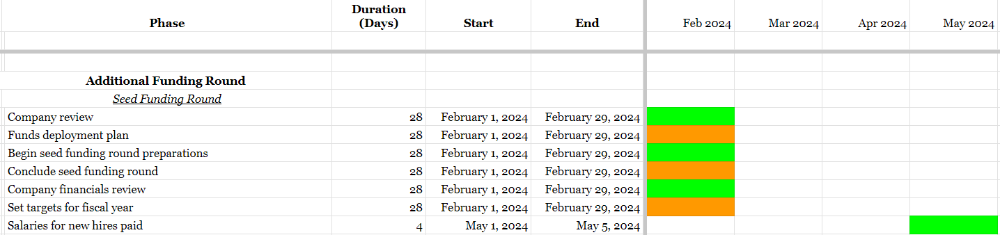 Phase Duration (Days) Start End Feb 2024 Mar 2024 Apr 2024 May 2024
Additional Funding Round
Seed Funding Round
Company review 28 February 1, 2024 February 29, 2024
Funds deployment plan 28 February 1, 2024 February 29, 2024
Begin seed funding round preparations 28 February 1, 2024 February 29, 2024
Conclude seed funding round 28 February 1, 2024 February 29, 2024
Company financials review 28 February 1, 2024 February 29, 2024
Set targets for fiscal year 28 February 1, 2024 February 29, 2024
Salaries for new hires paid 4 May 1, 2024 May 5, 2024